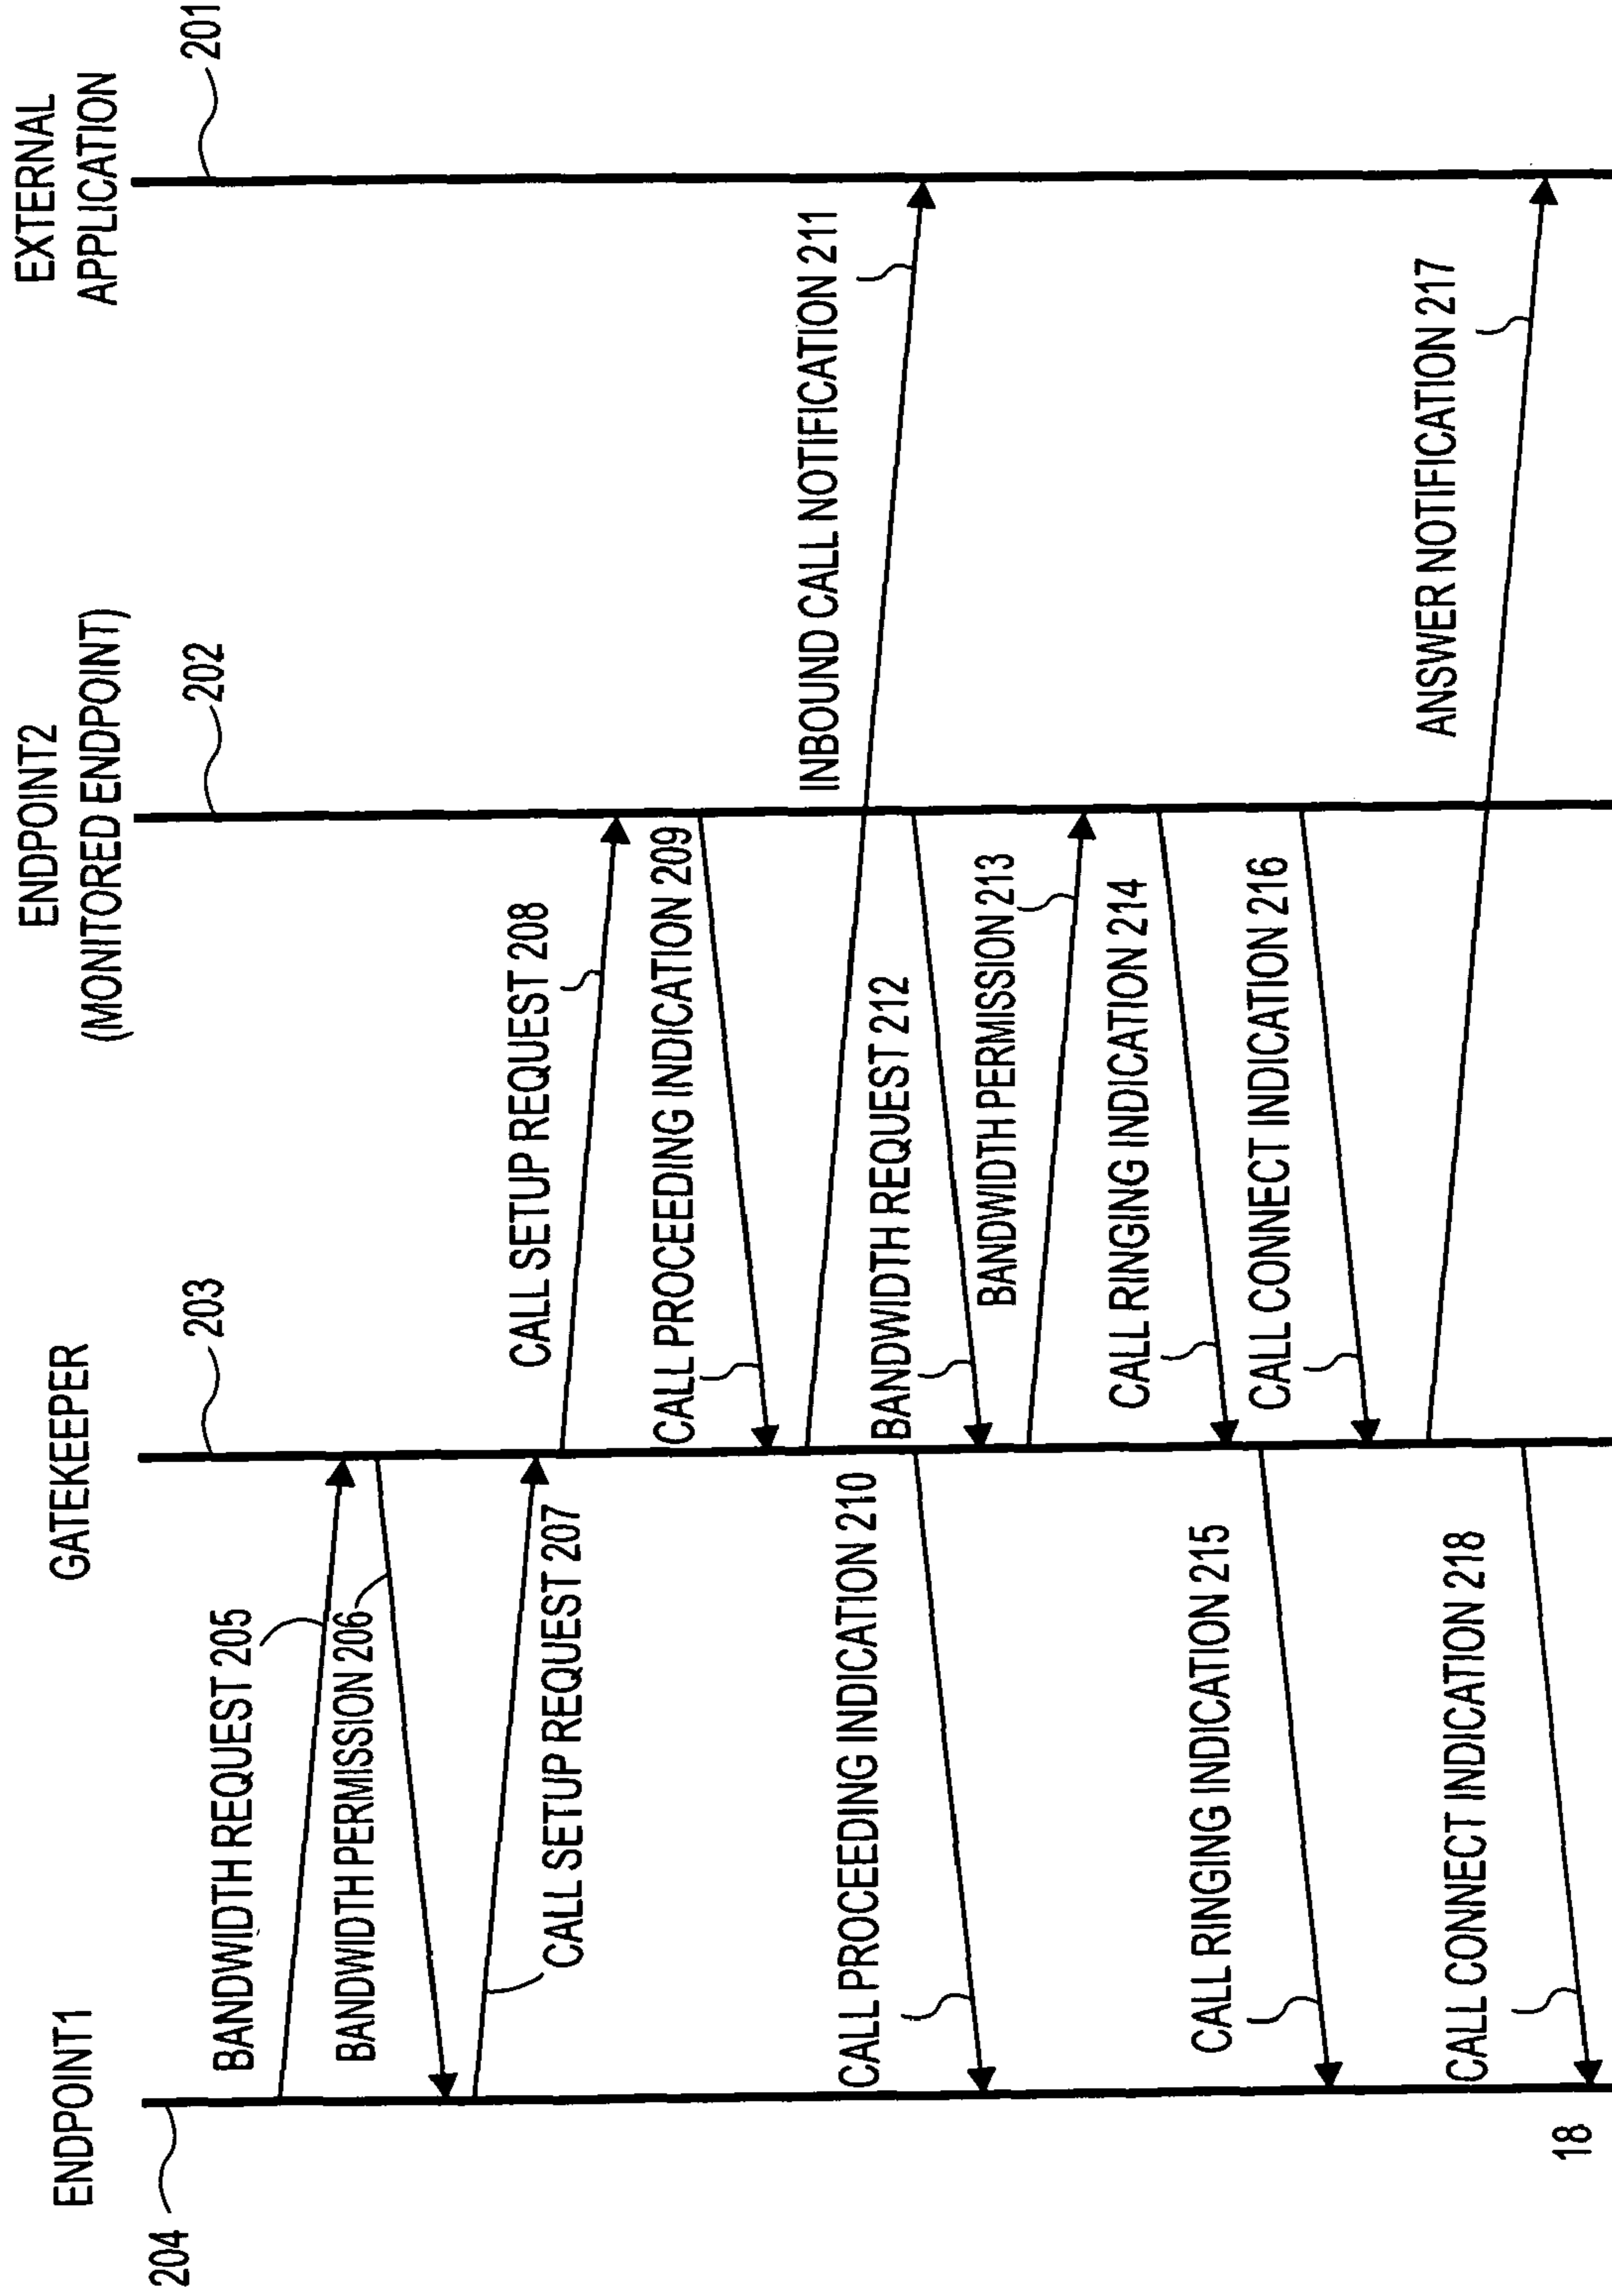 ENDPOINT1
GATEKEEPER
ENDPOINT2
(MONITORED ENDPOINT)
EXTERNAL
APPLICATION
204
203
202
201
BANDWIDTH REQUEST 205
BANDWIDTH PERMISSION 206
CALL SETUP REQUEST 207
CALL SETUP REQUEST 208
CALL PROCEEDING INDICATION 209
CALL PROCEEDING INDICATION 210
INBOUND CALL NOTIFICATION 211
BANDWIDTH REQUEST 212
BANDWIDTH PERMISSION 213
CALL RINGING INDICATION 214
CALL RINGING INDICATION 215
CALL CONNECT INDICATION 216
ANSWER NOTIFICATION 217
CALL CONNECT INDICATION 218
18